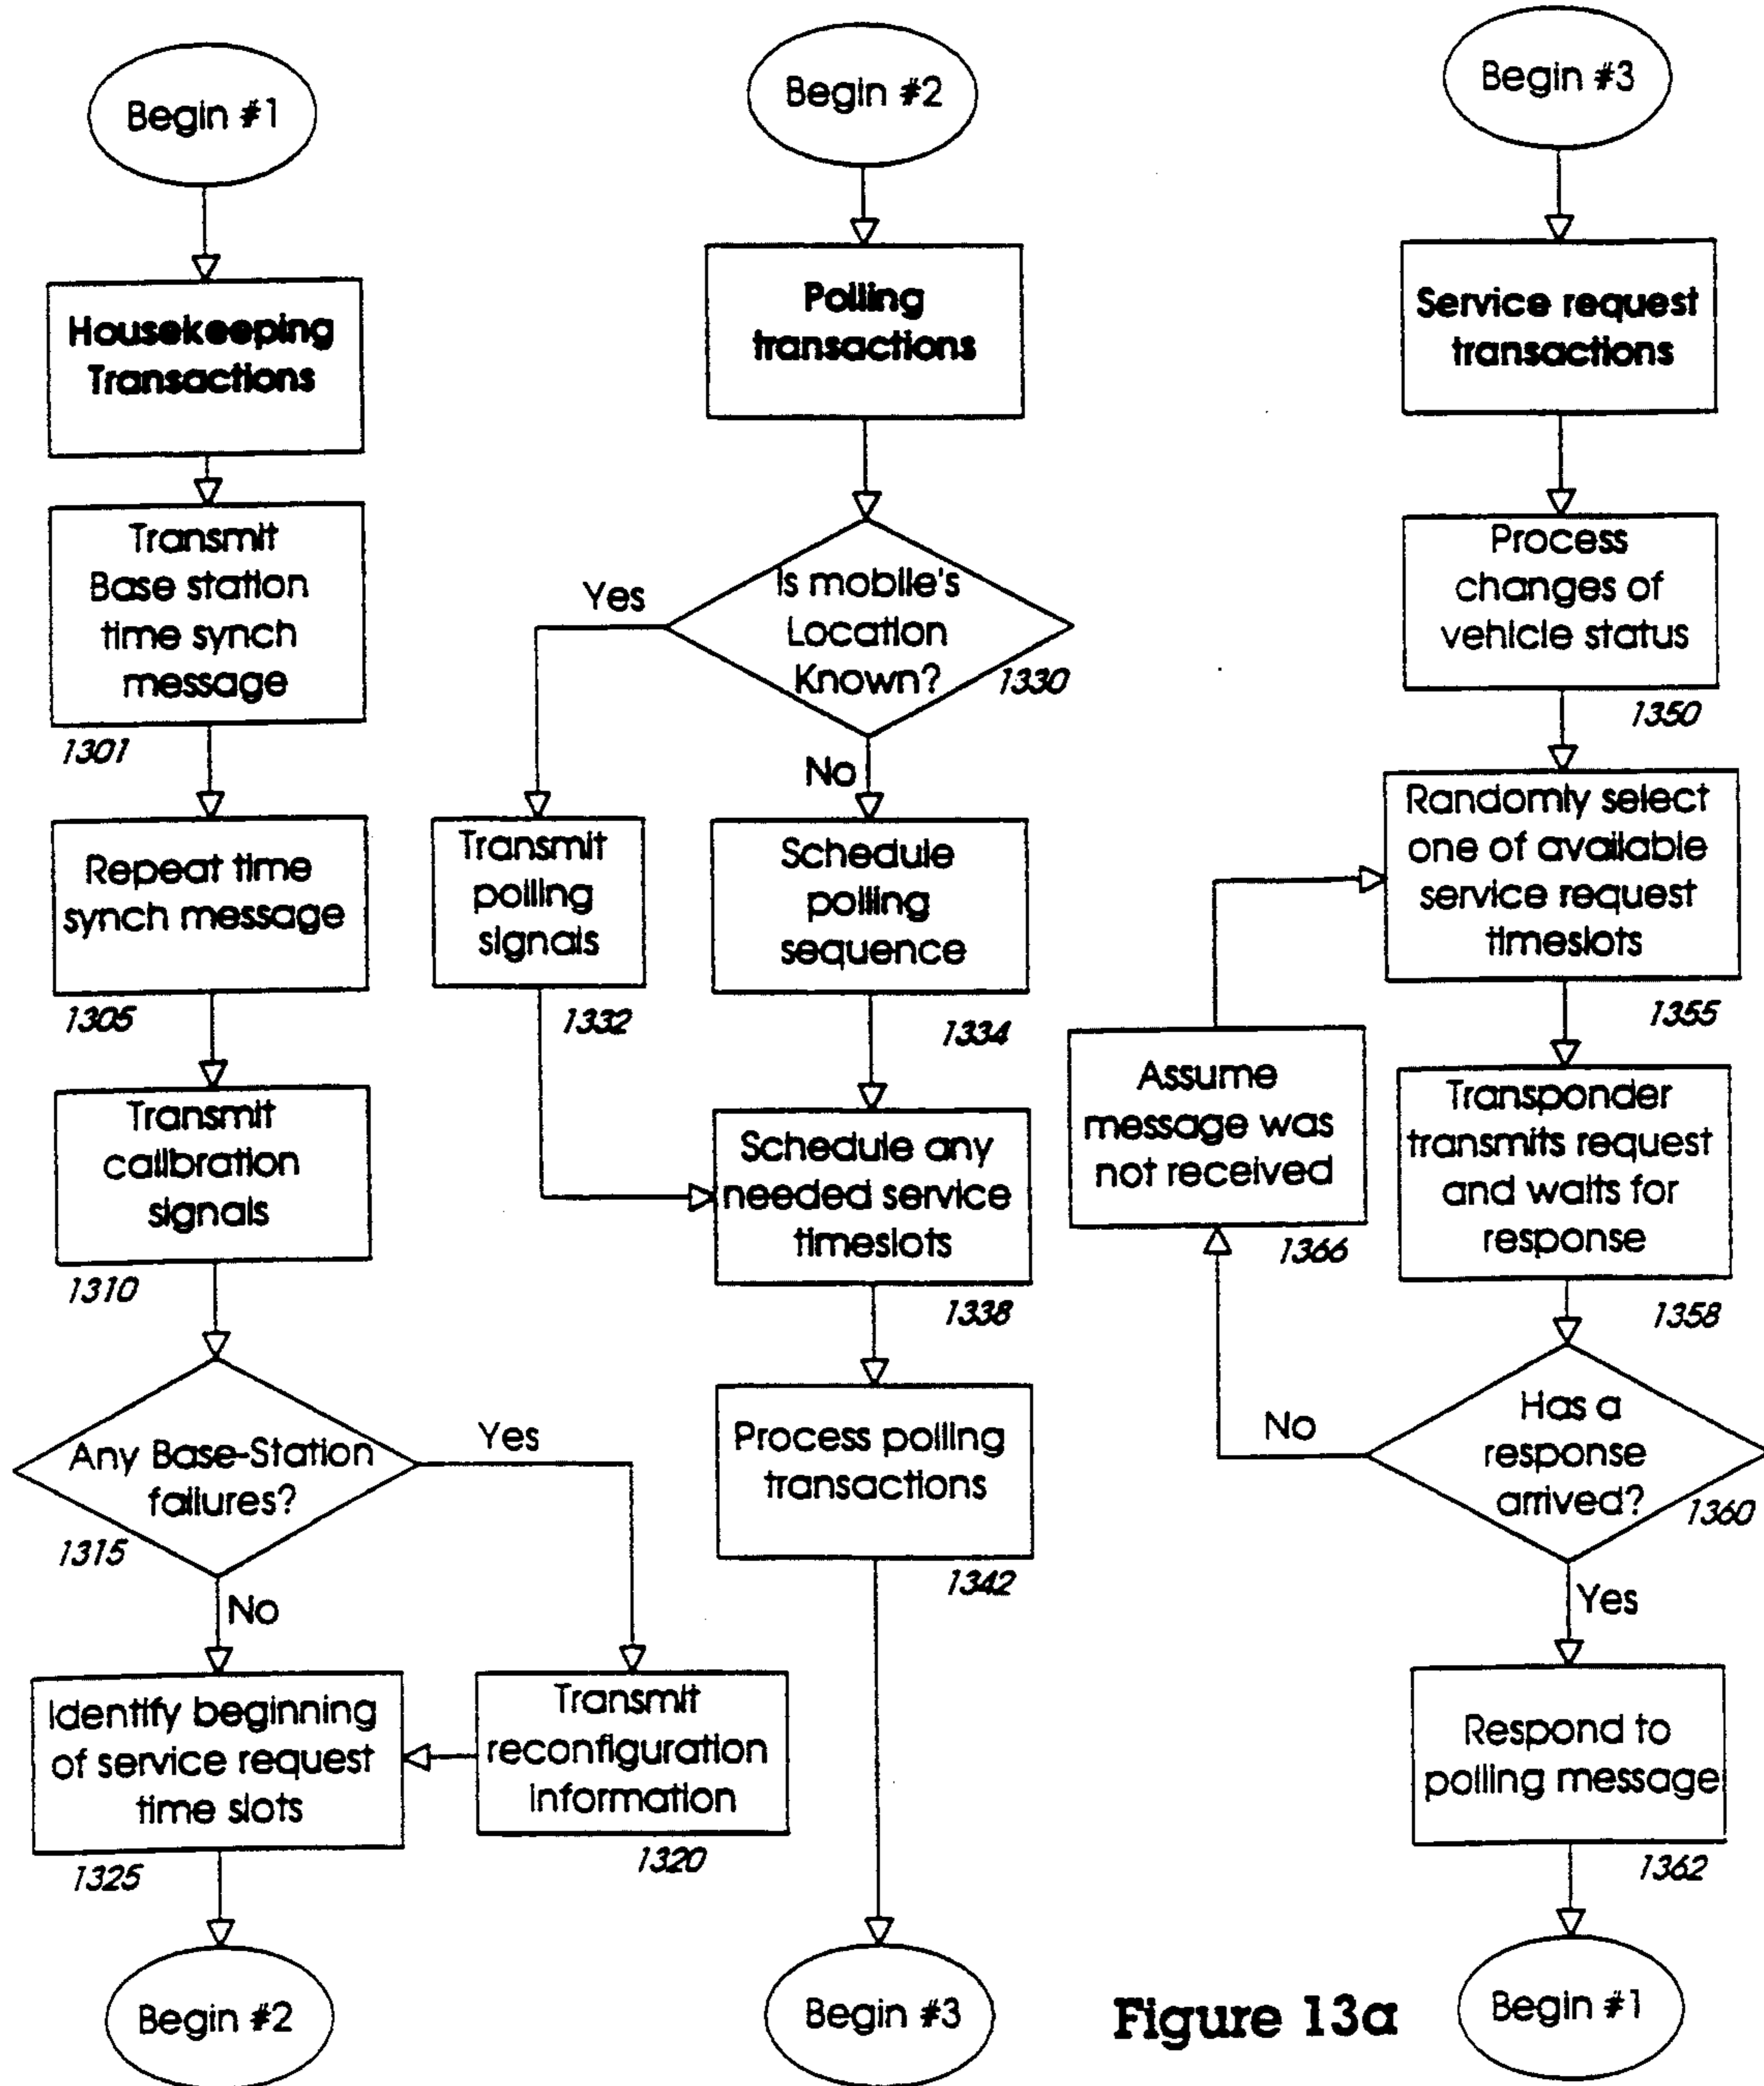 Begin #1
Housekeeping
Transactions
Transmit
Base station
time synch
message
1301
Repeat time
synch message
1305
Transmit
calibration
signals
1310
Any Base-Station
failures?
1315
Yes
No
Transmit
reconfiguration
information
1320
Identify beginning
of service request
time slots
1325
Begin #2
Begin #2
Polling
transactions
Is mobile's
Location
Known?
1330
Yes
No
Transmit
polling
signals
1332
Schedule
polling
sequence
1334
Schedule any
needed service
timeslots
1338
Process polling
transactions
1342
Begin #3
Begin #3
Service request
transactions
Process
changes of
vehicle status
1350
Randomly select
one of available
service request
timeslots
1355
Transponder
transmits request
and waits for
response
1358
Has a
response
arrived?
1360
No
Assume
message was
not received
1366
Yes
Respond to
polling message
1362
Begin #1
Figure 13a